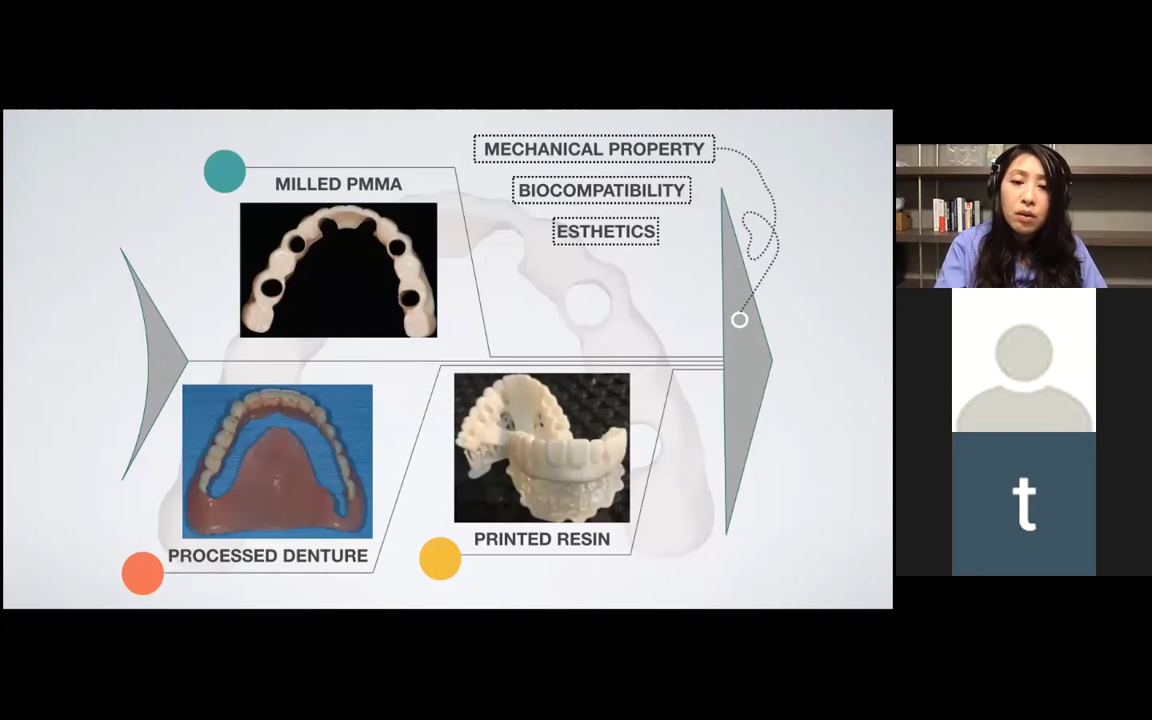 MECHANICAL PROPERTY
MILLED PMMA
BIOCOMPATIBILITY
ESTHETICS
PRINTED RESIN
PROCESSED DENTURE
t